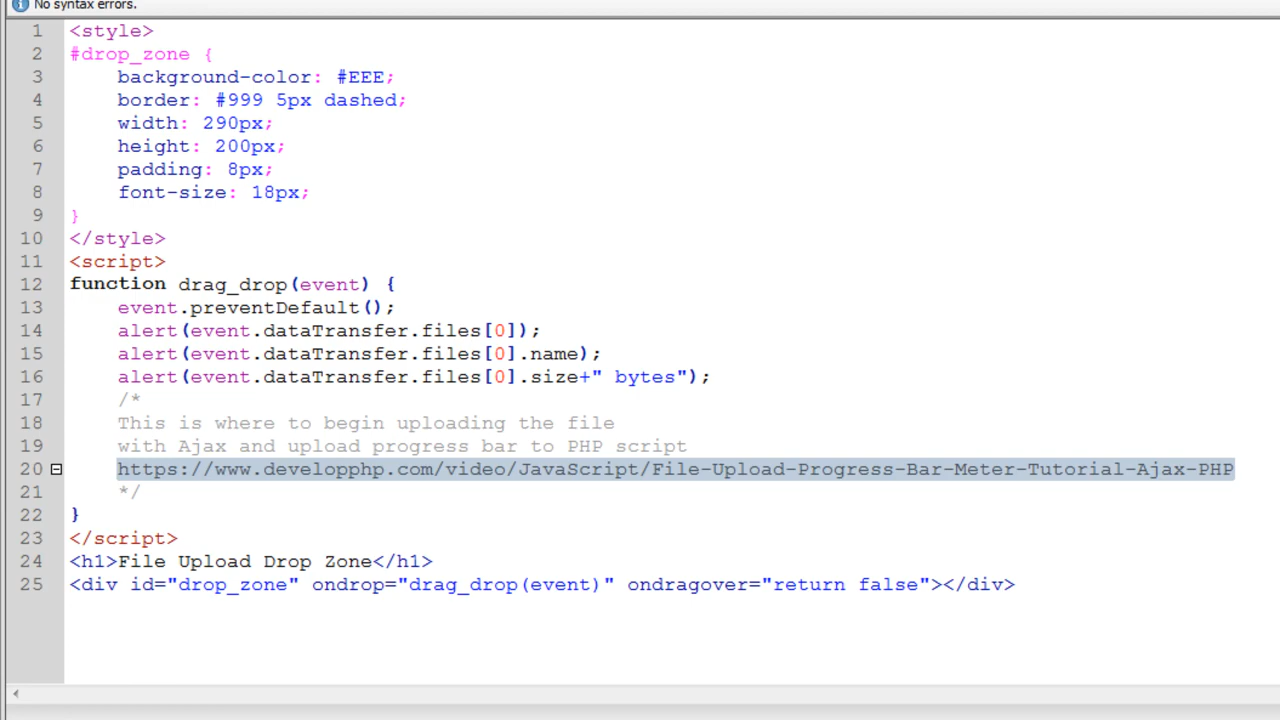 No syntax errors.
1 <style>
2 #drop_zone {
3 background-color: #EEE;
4 border: #999 5px dashed;
5 width: 290px;
6 height: 200px;
7 padding: 8px;
8 font-size: 18px;
9 }
10 </style>
11 <script>
12 function drag_drop(event) {
13 event.preventDefault();
14 alert(event.dataTransfer.files[0]);
15 alert(event.dataTransfer.files[0].name);
16 alert(event.dataTransfer.files[0].size+" bytes");
17 /*
18 This is where to begin uploading the file
19 with Ajax and upload progress bar to PHP script
20 https://www.developphp.com/video/JavaScript/File-Upload-Progress-Bar-Meter-Tutorial-Ajax-PHP
21 */
22 }
23 </script>
24 <h1>File Upload Drop Zone</h1>
25 <div id="drop_zone" ondrop="drag_drop(event)" ondragover="return false"></div>